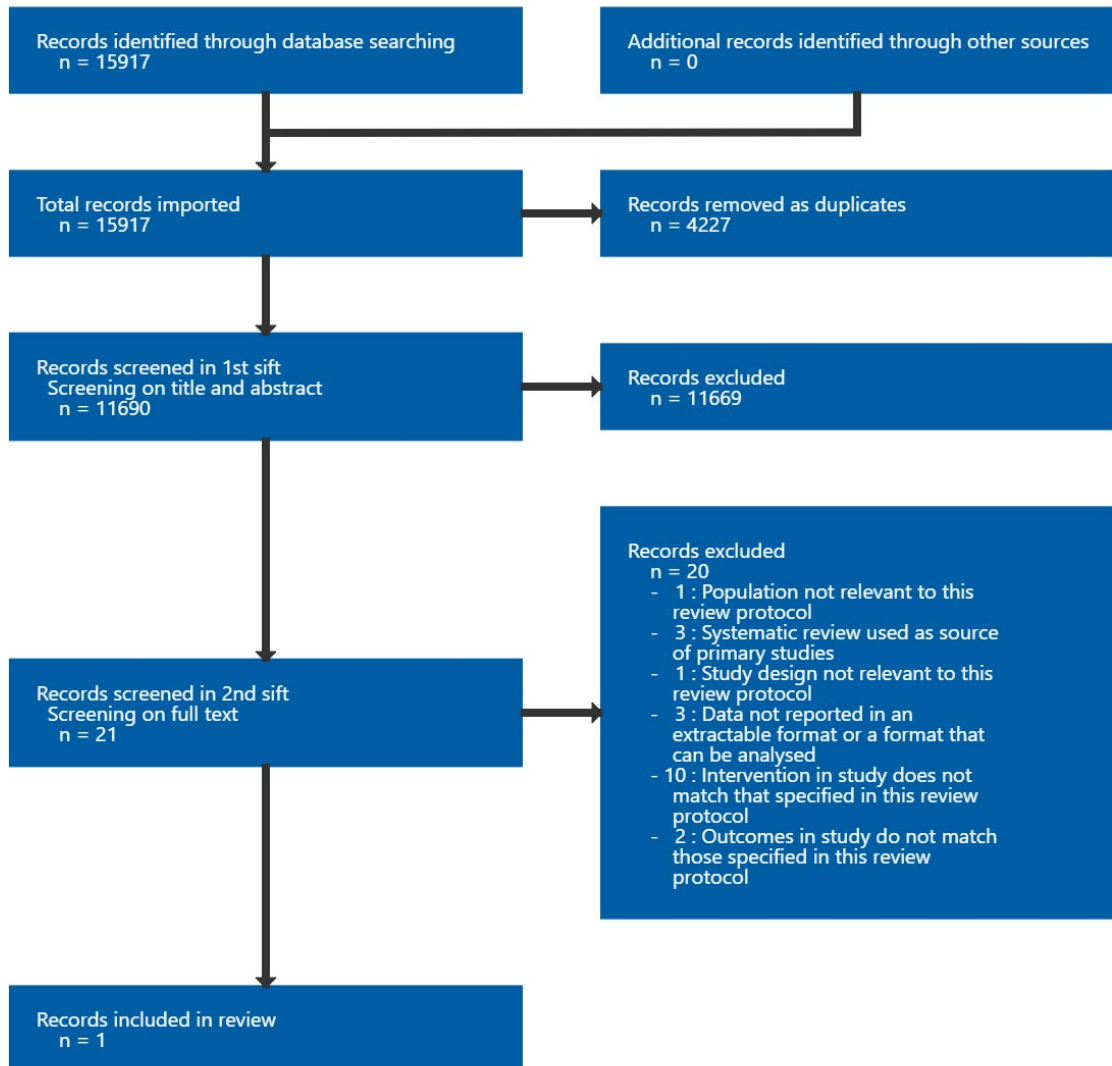 Records identified through database searching
n = 15917
Additional records identified through other sources
n = 0
Total records imported
n = 15917
Records removed as duplicates
n = 4227
Records screened in 1st sift
Screening on title and abstract
n = 11690
Records excluded
n = 11669
Records screened in 2nd sift
Screening on full text
n = 21
Records excluded
n = 20
- 1 : Population not relevant to this
review protocol
- 3 : Systematic review used as source
of primary studies
- 1 : Study design not relevant to this
review protocol
- 3 : Data not reported in an
extractable format or a format that
can be analysed
- 10 : Intervention in study does not
match that specified in this review
protocol
- 2 : Outcomes in study do not match
those specified in this review
protocol
Records included in review
n = 1